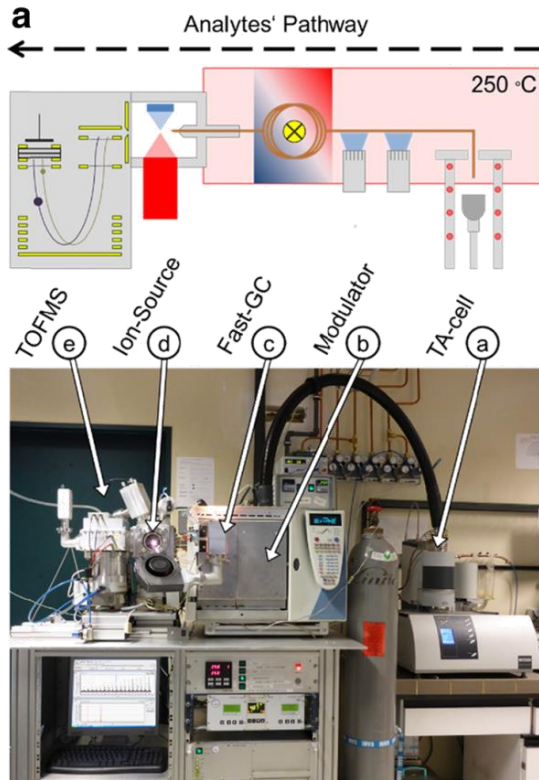 a
Analytes‘ Pathway
250 °C
TOFMS
Ion-Source
Fast-GC
Modulator
TA-cell
e
d
c
b
a